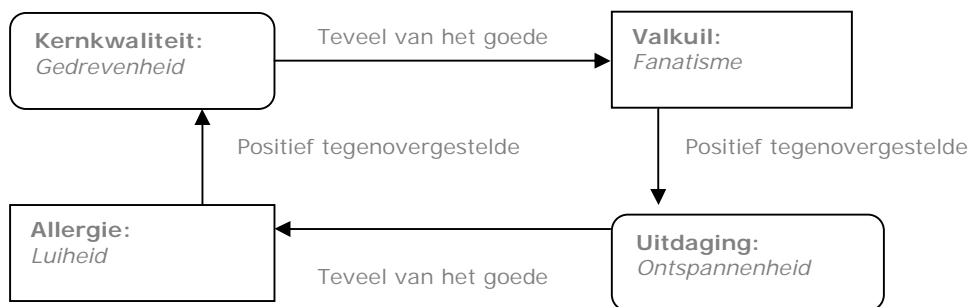 Kernkwaliteit:
Gedrevenheid
Teveel van het goede
Valkuil:
Fanatisme
Positief tegenovergestelde
Positief tegenovergestelde
Allergie:
Luiheid
Teveel van het goede
Uitdaging:
Ontspannenheid